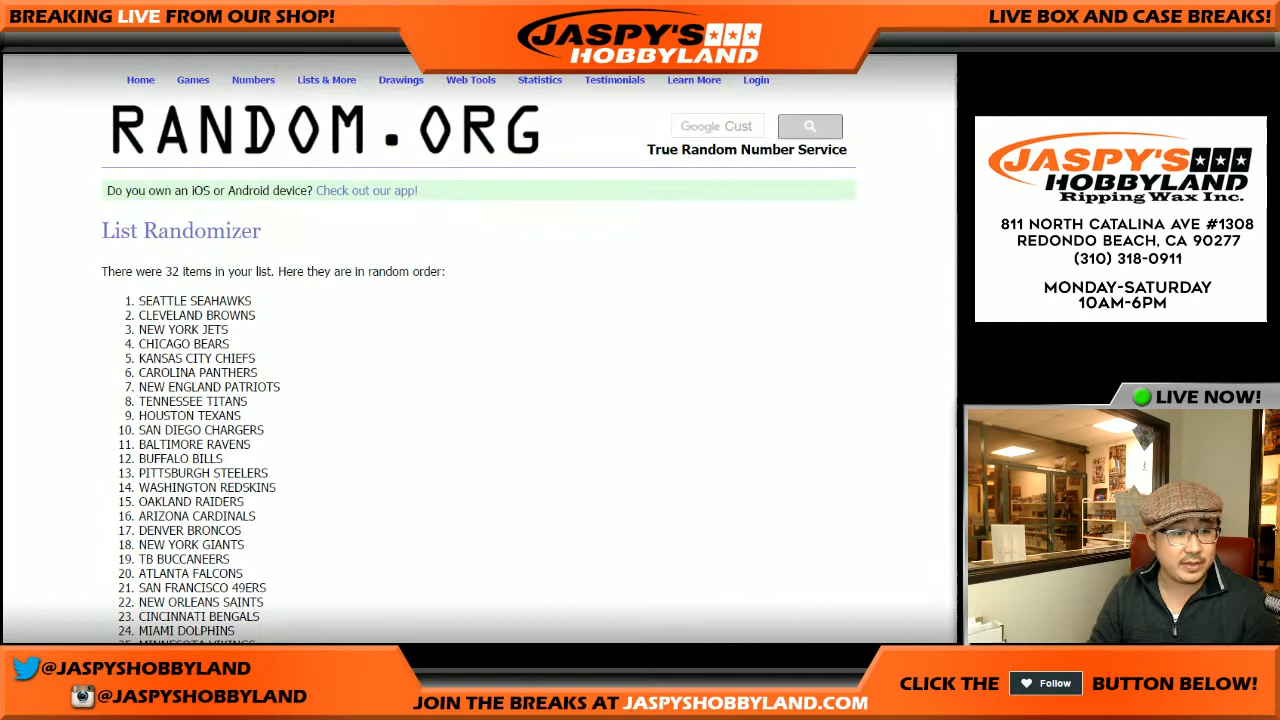 BREAKING LIVE FROM OUR SHOP!
JASPY'S
HOBBYLAND
LIVE BOX AND CASE BREAKS!
Home Games Numbers Lists & More Drawings Web Tools Statistics Testimonials Learn More Login
RANDOM.ORG
Google Cust
True Random Number Service
Do you own an iOS or Android device? Check out our app!
List Randomizer
There were 32 items in your list. Here they are in random order:
1. SEATTLE SEAHAWKS
2. CLEVELAND BROWNS
3. NEW YORK JETS
4. CHICAGO BEARS
5. KANSAS CITY CHIEFS
6. CAROLINA PANTHERS
7. NEW ENGLAND PATRIOTS
8. TENNESSEE TITANS
9. HOUSTON TEXANS
10. SAN DIEGO CHARGERS
11. BALTIMORE RAVENS
12. BUFFALO BILLS
13. PITTSBURGH STEELERS
14. WASHINGTON REDSKINS
15. OAKLAND RAIDERS
16. ARIZONA CARDINALS
17. DENVER BRONCOS
18. NEW YORK GIANTS
19. TB BUCCANEERS
20. ATLANTA FALCONS
21. SAN FRANCISCO 49ERS
22. NEW ORLEANS SAINTS
23. CINCINNATI BENGALS
24. MIAMI DOLPHINS
25. MINNESOTA VIKINGS
JASPY'S
HOBBYLAND
Ripping Wax Inc.
811 NORTH CATALINA AVE #1308
REDONDO BEACH, CA 90277
(310) 318-0911
MONDAY-SATURDAY
10AM-6PM
LIVE NOW!
@JASPYSHOBBYLAND
@JASPYSHOBBYLAND
JOIN THE BREAKS AT JASPYSHOBBYLAND.COM
CLICK THE Follow BUTTON BELOW!